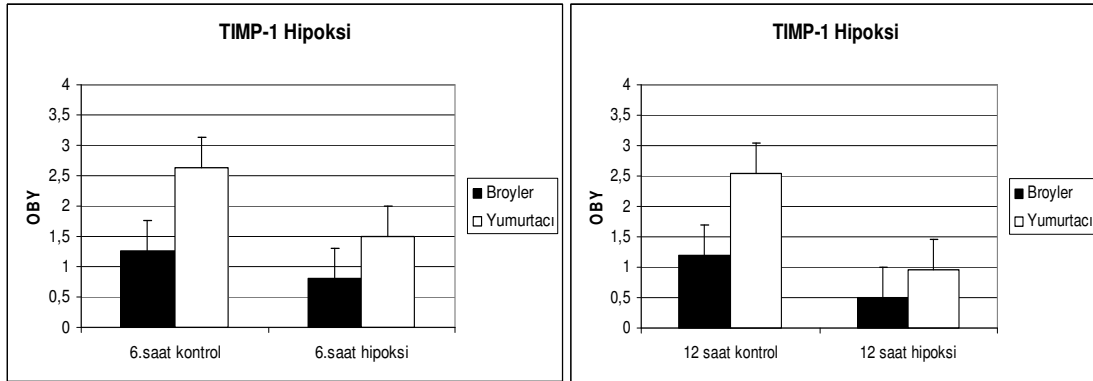 TIMP-1 Hipoksi
4
3,5
3
2,5
2
1,5
1
0,5
0
OBY
6.saat kontrol 6.saat hipoksi
Broyler
Yumurtacı
TIMP-1 Hipoksi
4
3,5
3
2,5
2
1,5
1
0,5
0
OBY
12 saat kontrol 12 saat hipoksi
Broyler
Yumurtacı